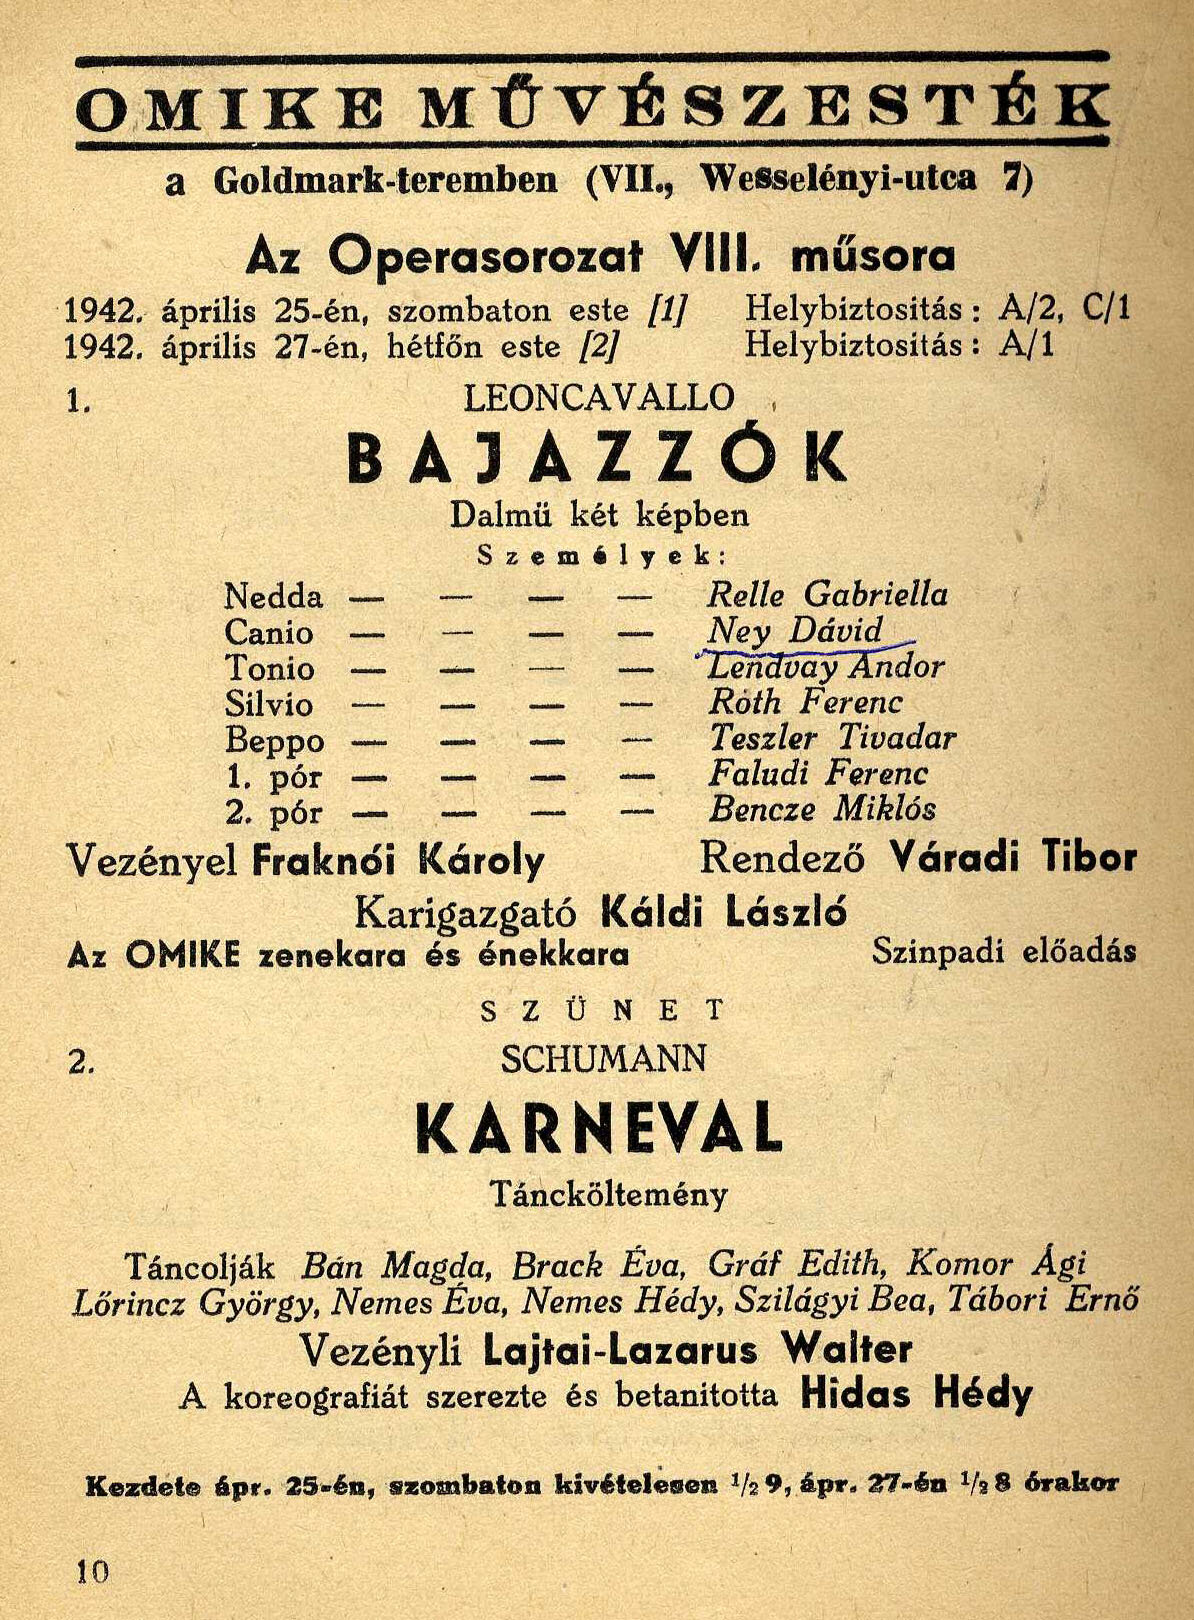 OMIKE MŰVÉSZESTÉK
a Goldmark-teremben (VII., Wesselényi-utca 7)
Az Operasorozat VIII. műsora
1942. április 25-én, szombaton este [1] Helybiztositás: A/2, C/1
1942. április 27-én, hétfőn este [2] Helybiztositás: A/1
1. LEONCAVALLO
BAJAZZÓK
Dalmü két képben
Személyek:
Nedda — — — — Relle Gabriella
Canio — — — — Ney Dávid
Tonio — — — — Lendvay Andor
Silvio — — — — Róth Ferenc
Beppo — — — — Teszler Tivadar
1. pór — — — — Faludi Ferenc
2. pór — — — — Bencze Miklós
Vezényel Fraknói Károly Rendező Váradi Tibor
Karigazgató Káldi László
Az OMIKE zenekara és énekkara Szinpadi előadás
SZÜNET
2. SCHUMANN
KARNEVAL
Táncköltemény
Táncolják Bán Magda, Brack Éva, Gráf Edith, Komor Ági
Lőrincz György, Nemes Éva, Nemes Hédy, Szilágyi Bea, Tábori Ernő
Vezényli Lajtai-Lazarus Walter
A koreografiát szerezte és betanitotta Hidas Hédy
Kezdete ápr. 25-én, szombaton kivételesen 1/2 9, ápr. 27-én 1/2 8 órakor
10